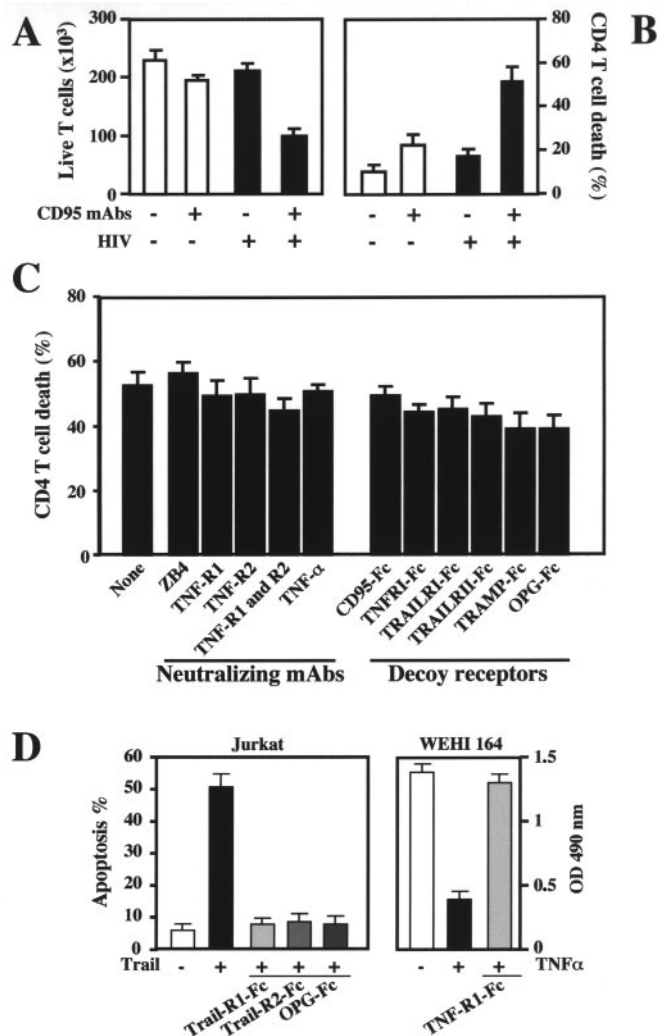 A
B
Live T cells (x10³)
300
200
100
0
CD4 T cell death (%)
80
60
40
20
0
CD95 mAbs - + - + - + - +
HIV - - + + - - + +
C
CD4 T cell death (%)
80
60
40
20
0
None
ZB4
TNF-R1
TNF-R2
TNF-R1 and R2
TNF-α
CD95-Fc
TNFRI-Fc
TRAILRI-Fc
TRAILRII-Fc
TRAMP-Fc
OPG-Fc
Neutralizing mAbs
Decoy receptors
D
Jurkat
WEHI 164
Apoptosis %
60
50
40
30
20
10
0
OD 490 nm
1.5
1
0.5
0
Trail - + + + +
- + + TNFα
Trail-R1-Fc
Trail-R2-Fc
OPG-Fc
TNF-R1-Fc